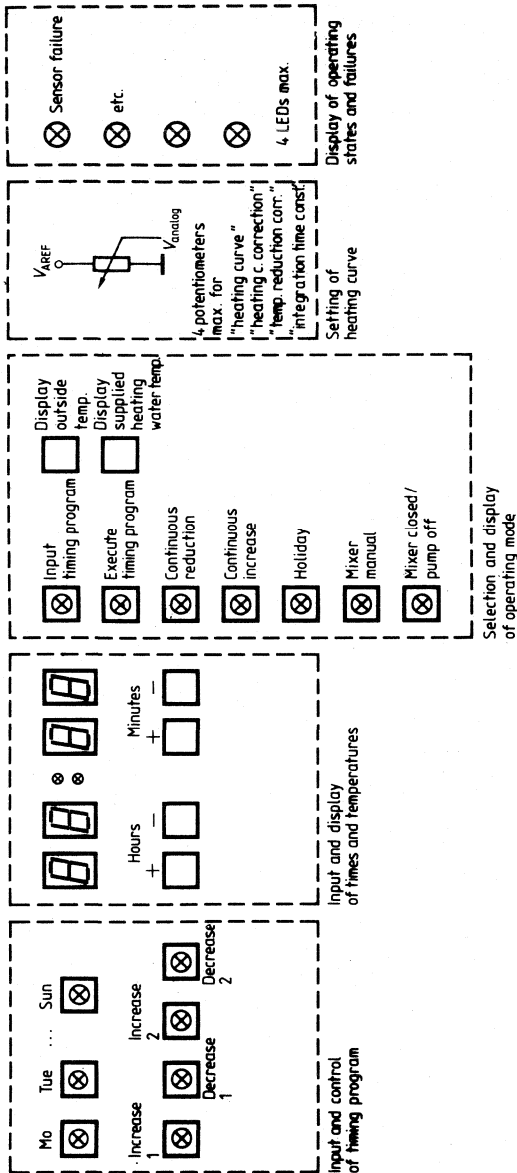 Mo
Tue
...
Sun
Increase
1
Decrease
1
Increase
2
Decrease
2
Input and control
of timing program
Hours
+
−
Minutes
+
−
Input and display
of times and temperatures
Input
timing program
Execute
timing program
Continuous
reduction
Continuous
increase
Holiday
Mixer
manual
Mixer closed/
pump off
Display
outside
temp.
Display
supplied
heating
water temp.
Selection and display
of operating mode
VAREF
Vanalog
4 potentiometers
max. for
"heating curve"
"heating c. correction"
"temp. reduction corr."
"integration time const."
Setting of
heating curve
Sensor failure
etc.
4 LEDs max.
Display of operating
states and failures